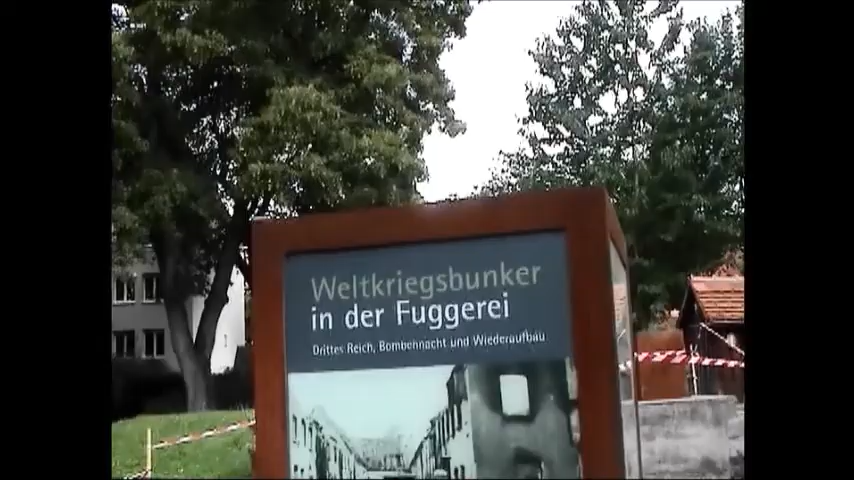 Weltkriegsbunker
in der Fuggerei
Drittes Reich, Bombennacht und Wiederaufbau